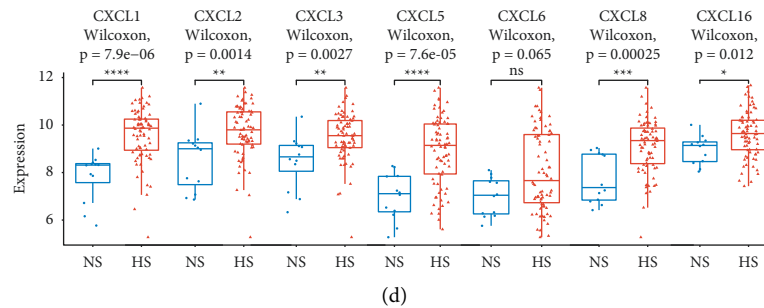 CXCL1 CXCL2 CXCL3 CXCL5 CXCL6 CXCL8 CXCL16
Wilcoxon, Wilcoxon, Wilcoxon, Wilcoxon, Wilcoxon, Wilcoxon, Wilcoxon,
p = 7.9e−06 p = 0.0014 p = 0.0027 p = 7.6e-05 p = 0.065 p = 0.00025 p = 0.012
12
**** ** ** **** ns *** *
10
8
6
Expression
NS HS NS HS NS HS NS HS NS HS NS HS NS HS
(d)